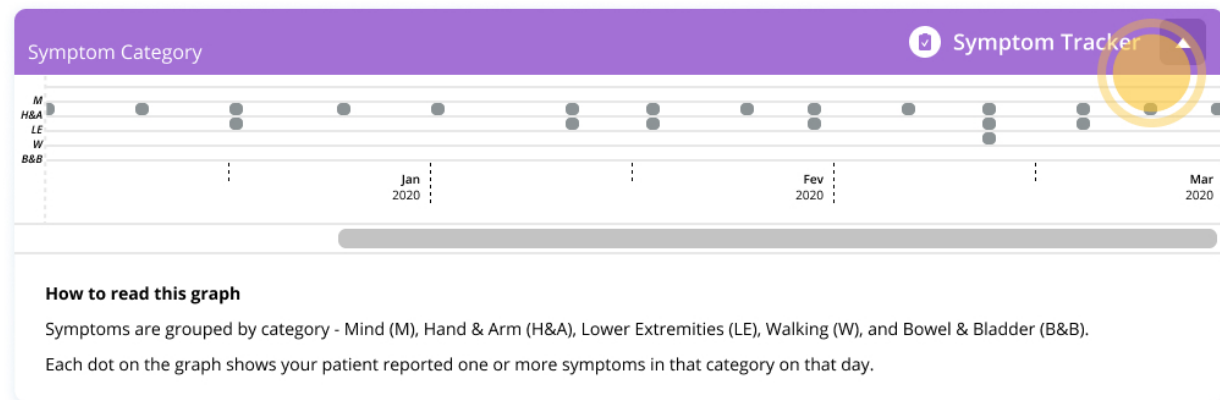 Symptom Category
Symptom Tracker
M
H&A
LE
W
B&B
Jan
2020
Fev
2020
Mar
2020
How to read this graph
Symptoms are grouped by category - Mind (M), Hand & Arm (H&A), Lower Extremities (LE), Walking (W), and Bowel & Bladder (B&B).
Each dot on the graph shows your patient reported one or more symptoms in that category on that day.